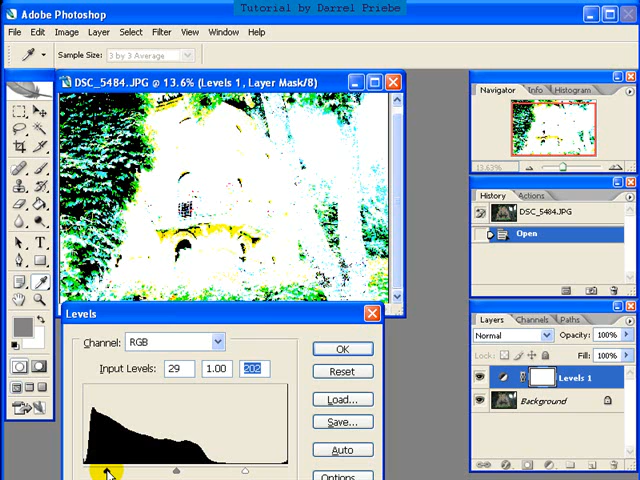 Tutorial by Darrel Priebe
Adobe Photoshop
File Edit Image Layer Select Filter View Window Help
Sample Size: 3 by 3 Average
DSC_5484.JPG @ 13.6% (Levels 1, Layer Mask/8)
Navigator Info Histogram
13.63%
History Actions
DSC_5484.JPG
Open
Layers Channels Paths
Normal Opacity: 100%
Lock: Fill: 100%
Levels 1
Background
Levels
Channel: RGB
Input Levels: 29 1.00 202
OK
Reset
Load...
Save...
Auto
Options...